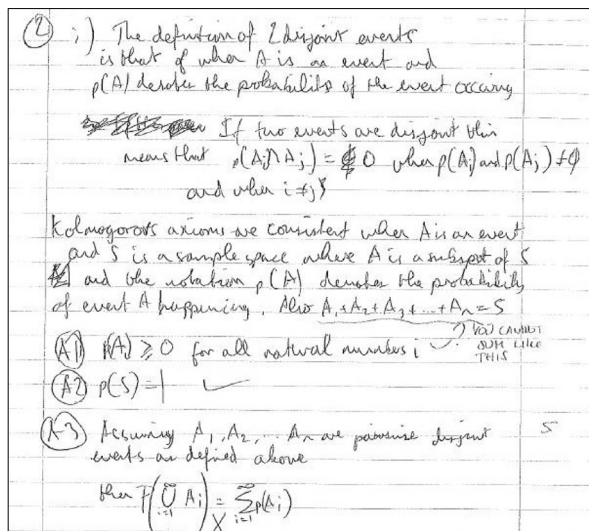 ② i) The definition of 2 disjoint events
is that of when A is an event and
p(A) denotes the probability of the event occuring
If two events are disjoint this
means that p(Ai∩Aj) = 0 when p(Ai) and p(Aj) ≠ ϕ
and when i ≠ j
Kolmogorovs axioms are consistent when A is an event
and S is a sample space where A is a subspot of S
and the notation p(A) denotes the probability
of event A happening. Also A₁+A₂+A₃+...+Aₙ=S
YOU CANNOT
SUM LIKE
THIS
(A1) p(Ai) ⩾ 0 for all natural numbers i ✓
(A2) p(S)=1 ✓
(A3) Assuming A₁, A₂, ... Aₙ are pairwise disjoint 5
events as defined above
then P(∞⋃i=1 Ai) = ∞∑i=1 p(Ai)
X